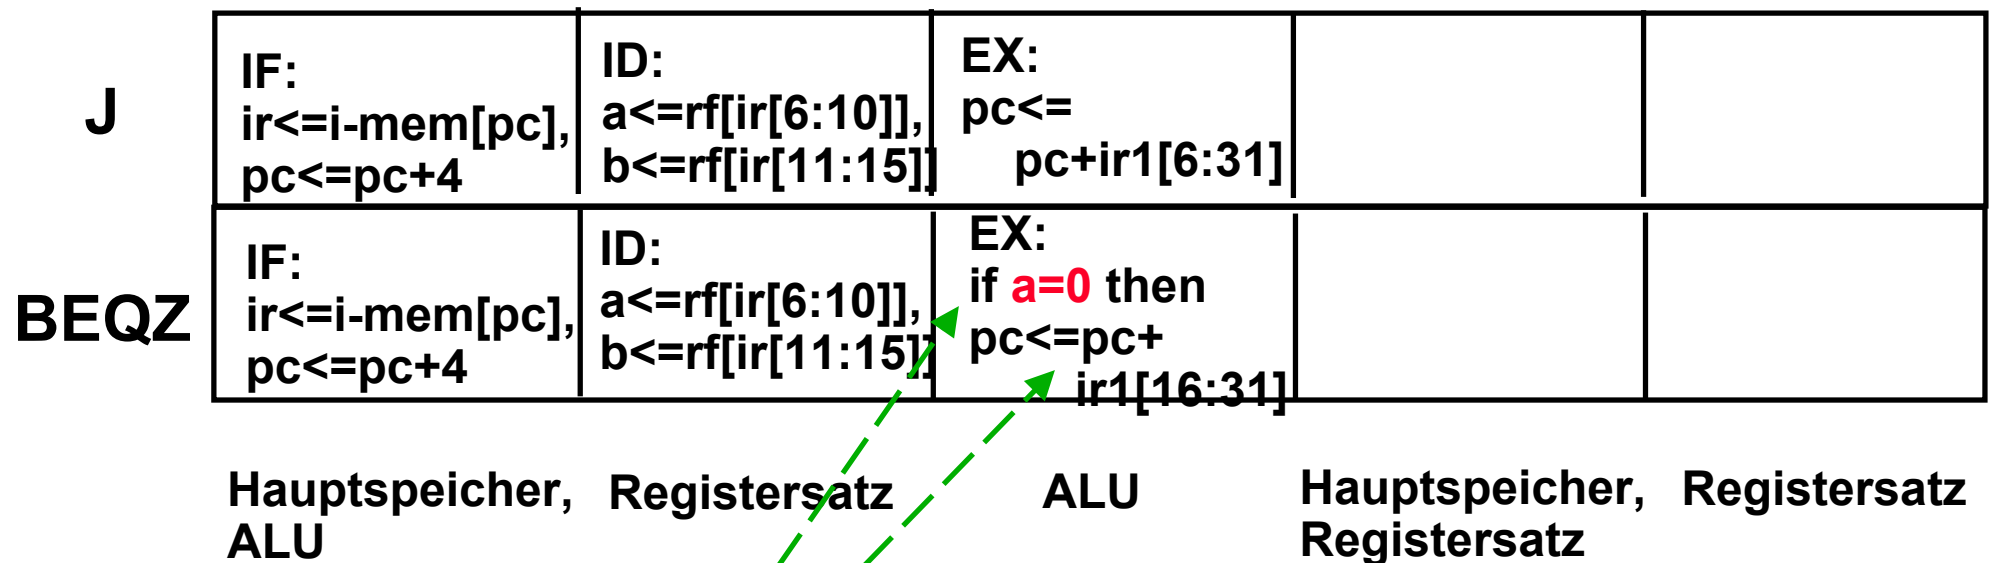 J
IF:
ir<=i-mem[pc],
pc<=pc+4
ID:
a<=rf[ir[6:10]],
b<=rf[ir[11:15]]
EX:
pc<=
pc+ir1[6:31]
BEQZ
IF:
ir<=i-mem[pc],
pc<=pc+4
ID:
a<=rf[ir[6:10]],
b<=rf[ir[11:15]]
EX:
if a=0 then
pc<=pc+
ir1[16:31]
Hauptspeicher,
ALU
Registersatz
ALU
Hauptspeicher,
Registersatz
Registersatz